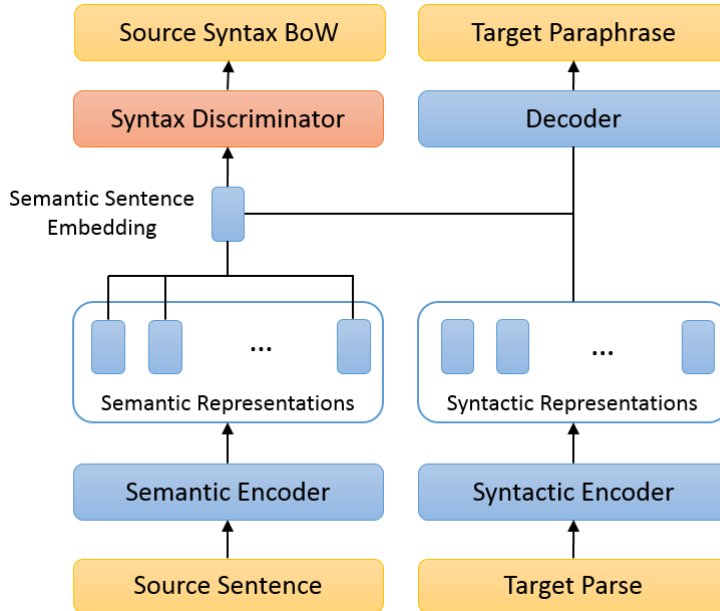 Source Syntax BoW
Target Paraphrase
Syntax Discriminator
Decoder
Semantic Sentence
Embedding
...
Semantic Representations
...
Syntactic Representations
Semantic Encoder
Syntactic Encoder
Source Sentence
Target Parse